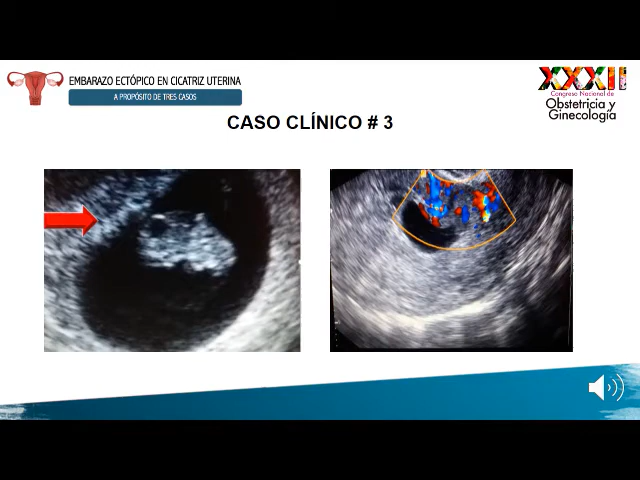 EMBARAZO ECTÓPICO EN CICATRIZ UTERINA
A PROPÓSITO DE TRES CASOS
XXXII
Congreso Nacional de
Obstetricia y
Ginecología
CASO CLÍNICO # 3